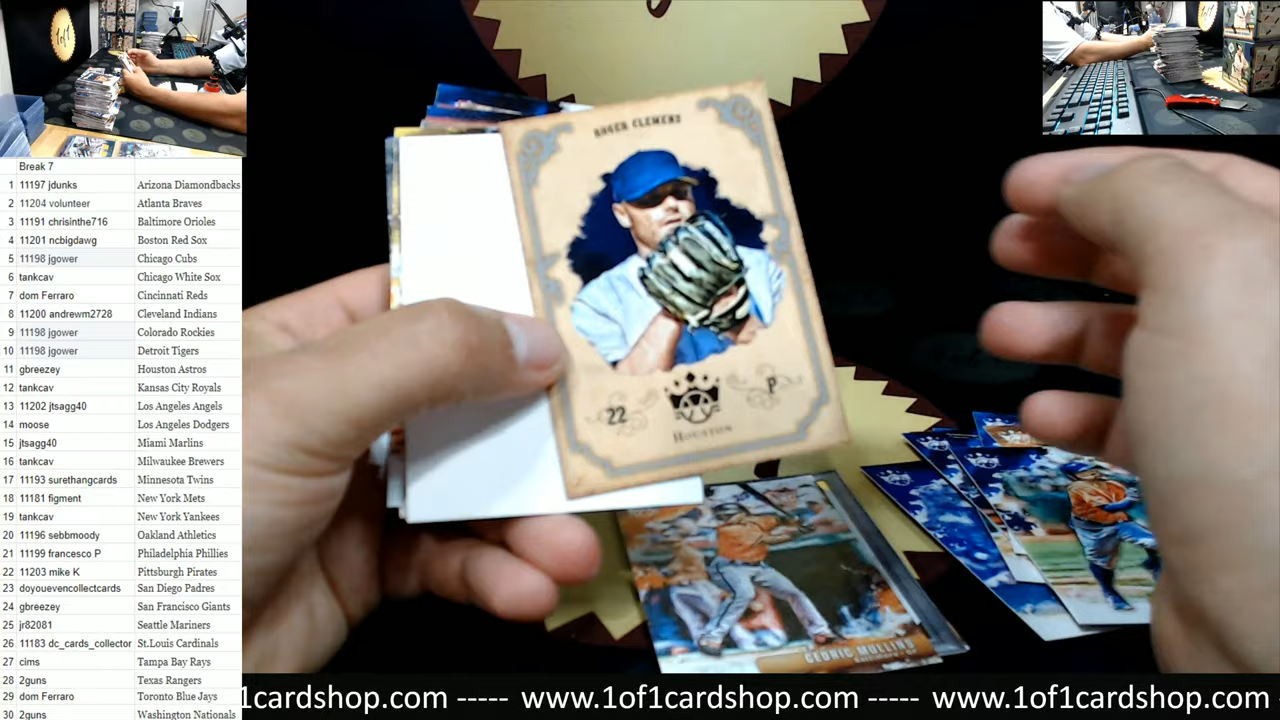 Break 7
1 11197 jdunks Arizona Diamondbacks
2 11204 volunteer Atlanta Braves
3 11191 chrisinthe716 Baltimore Orioles
4 11201 ncbigdawg Boston Red Sox
5 11198 jgower Chicago Cubs
6 tankcav Chicago White Sox
7 dom Ferraro Cincinnati Reds
8 11200 andrewm2728 Cleveland Indians
9 11198 jgower Colorado Rockies
10 11198 jgower Detroit Tigers
11 gbreezey Houston Astros
12 tankcav Kansas City Royals
13 11202 jtsagg40 Los Angeles Angels
14 moose Los Angeles Dodgers
15 jtsagg40 Miami Marlins
16 tankcav Milwaukee Brewers
17 11193 surethangcards Minnesota Twins
18 11181 figment New York Mets
19 tankcav New York Yankees
20 11196 sebbmoody Oakland Athletics
21 11199 francesco P Philadelphia Phillies
22 11203 mike K Pittsburgh Pirates
23 doyouevencollectcards San Diego Padres
24 gbreezey San Francisco Giants
25 jr82081 Seattle Mariners
26 11183 dc_cards_collector St.Louis Cardinals
27 cims Tampa Bay Rays
28 2guns Texas Rangers
29 dom Ferraro Toronto Blue Jays
30 2guns Washington Nationals
ROGER CLEMENS
22 P
HOUSTON
CEDRIC MULLINS
1cardshop.com ----- www.1of1cardshop.com ----- www.1of1cardshop.com